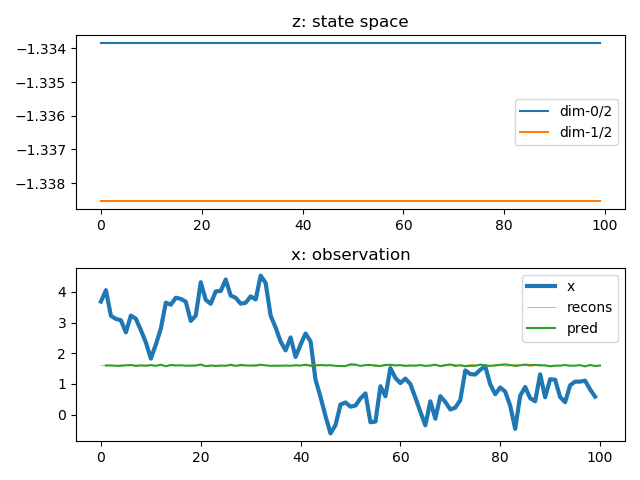 z: state space
−1.334
−1.335
−1.336
−1.337
−1.338
dim-0/2
dim-1/2
0 20 40 60 80 100
x: observation
4
3
2
1
0
x
recons
pred
0 20 40 60 80 100